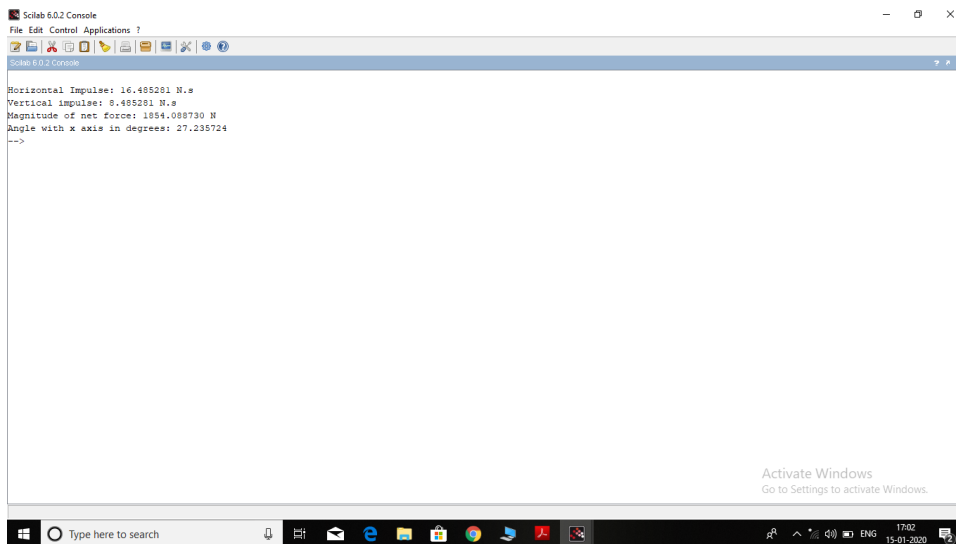 Scilab 6.0.2 Console
File Edit Control Applications ?
Scilab 6.0.2 Console
? ↗
Horizontal Impulse: 16.485281 N.s
Vertical impulse: 8.485281 N.s
Magnitude of net force: 1854.088730 N
Angle with x axis in degrees: 27.235724
-->
Activate Windows
Go to Settings to activate Windows.
Type here to search
ENG
17:02
15-01-2020
2